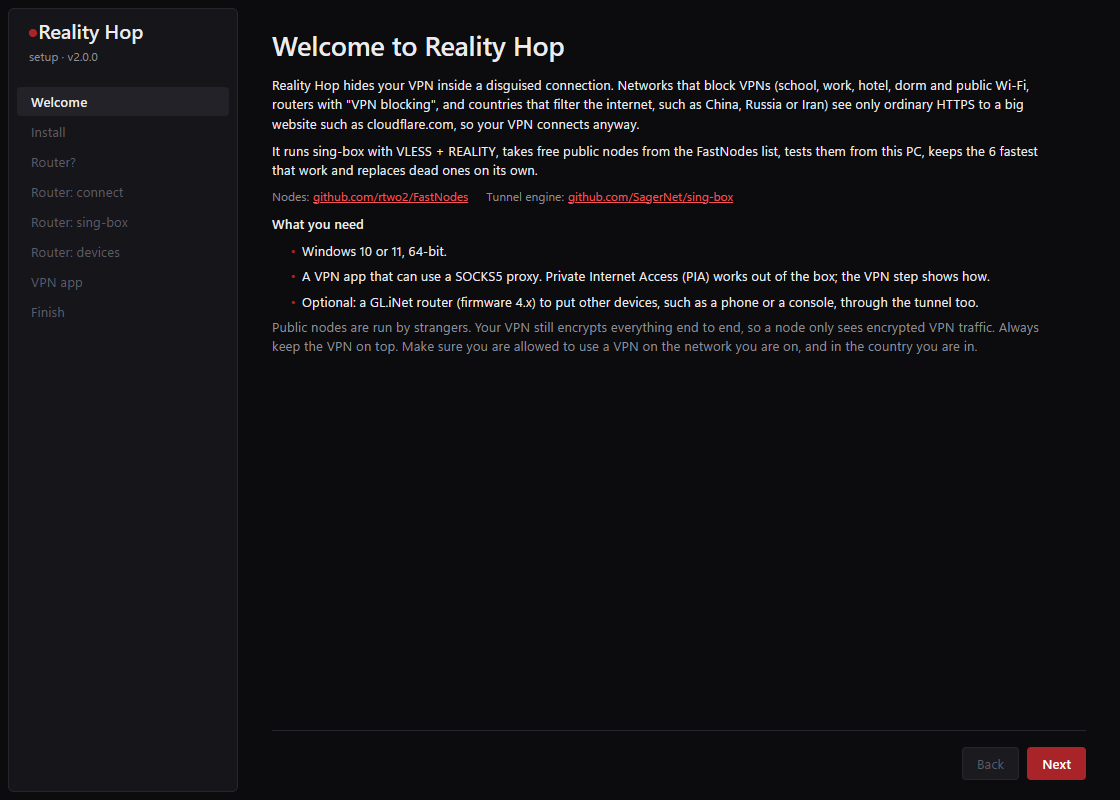 Reality Hop
setup · v2.0.0
Welcome
Install
Router?
Router: connect
Router: sing-box
Router: devices
VPN app
Finish
Welcome to Reality Hop
Reality Hop hides your VPN inside a disguised connection. Networks that block VPNs (school, work, hotel, dorm and public Wi-Fi,
routers with "VPN blocking", and countries that filter the internet, such as China, Russia or Iran) see only ordinary HTTPS to a big
website such as cloudflare.com, so your VPN connects anyway.
It runs sing-box with VLESS + REALITY, takes free public nodes from the FastNodes list, tests them from this PC, keeps the 6 fastest
that work and replaces dead ones on its own.
Nodes: github.com/rtwo2/FastNodes Tunnel engine: github.com/SagerNet/sing-box
What you need
• Windows 10 or 11, 64-bit.
• A VPN app that can use a SOCKS5 proxy. Private Internet Access (PIA) works out of the box; the VPN step shows how.
• Optional: a GL.iNet router (firmware 4.x) to put other devices, such as a phone or a console, through the tunnel too.
Public nodes are run by strangers. Your VPN still encrypts everything end to end, so a node only sees encrypted VPN traffic. Always
keep the VPN on top. Make sure you are allowed to use a VPN on the network you are on, and in the country you are in.
Back
Next